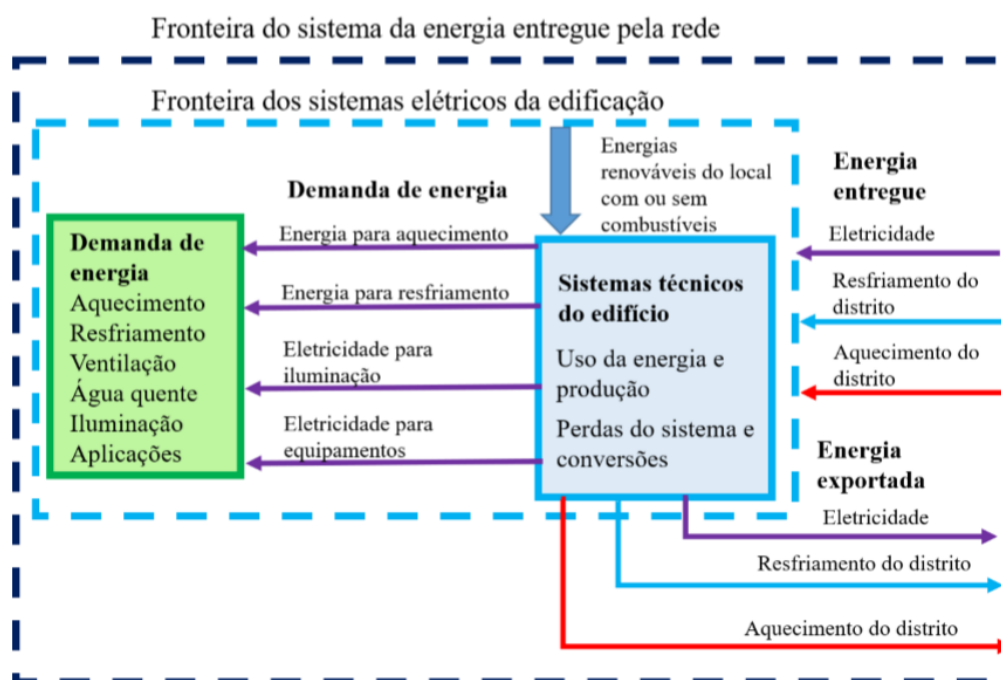 Fronteira do sistema da energia entregue pela rede
Fronteira dos sistemas elétricos da edificação
Energias
renováveis do local
com ou sem
combustíveis
Energia
entregue
Demanda de energia
Demanda de
energia
Aquecimento
Resfriamento
Ventilação
Água quente
Iluminação
Aplicações
Energia para aquecimento
Energia para resfriamento
Eletricidade para
iluminação
Eletricidade para
equipamentos
Sistemas técnicos
do edifício
Uso da energia e
produção
Perdas do sistema e
conversões
Eletricidade
Resfriamento do
distrito
Aquecimento do
distrito
Energia
exportada
Eletricidade
Resfriamento do distrito
Aquecimento do distrito